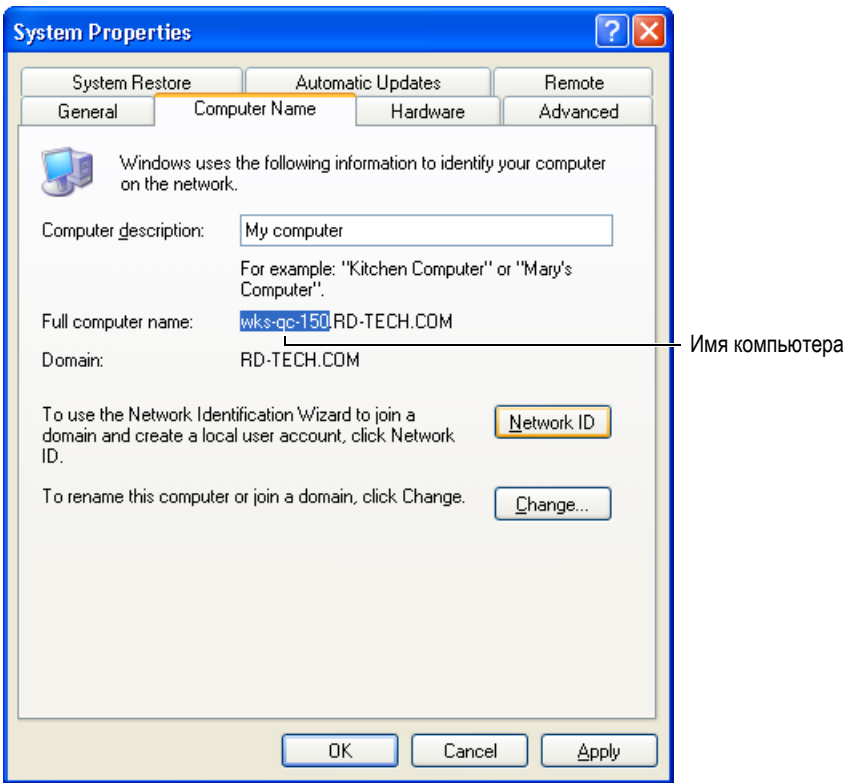 System Properties
System Restore Automatic Updates Remote
General Computer Name Hardware Advanced
Windows uses the following information to identify your computer
on the network.
Computer description: My computer
For example: "Kitchen Computer" or "Mary's
Computer".
Full computer name: wks-qc-150.RD-TECH.COM
Имя компьютера
Domain: RD-TECH.COM
To use the Network Identification Wizard to join a
domain and create a local user account, click Network
ID.
Network ID
To rename this computer or join a domain, click Change.
Change...
OK Cancel Apply